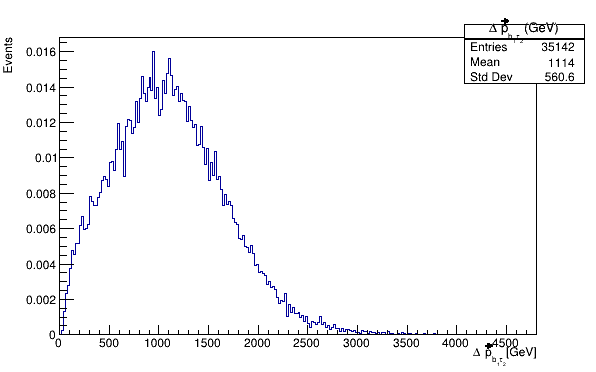 Δ p⃗_{b₁τ₂} (GeV)
Entries 35142
Mean 1114
Std Dev 560.6
Events
0.016
0.014
0.012
0.01
0.008
0.006
0.004
0.002
0
0 500 1000 1500 2000 2500 3000 3500 4000 4500
Δ p⃗_{b₁τ₂}[GeV]